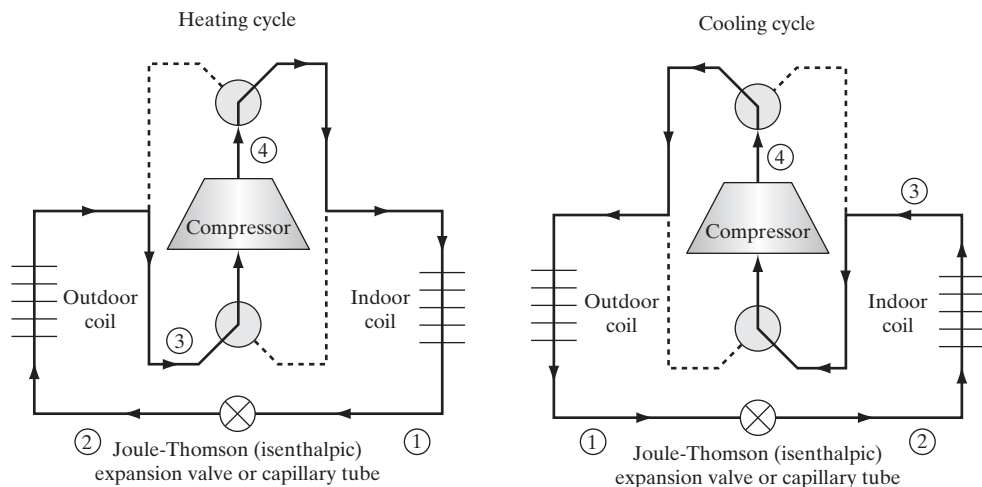 Heating cycle
4
Compressor
Outdoor
coil
Indoor
coil
3
2
1
Joule-Thomson (isenthalpic)
expansion valve or capillary tube
Cooling cycle
4
3
Compressor
Outdoor
coil
Indoor
coil
1
2
Joule-Thomson (isenthalpic)
expansion valve or capillary tube